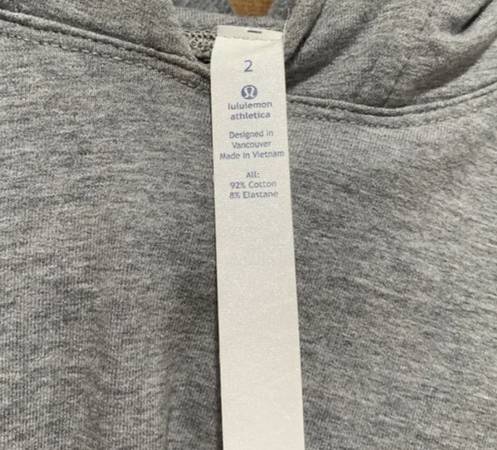 2
lululemon
athletica
Designed in
Vancouver
Made in Vietnam
All:
92% Cotton
8% Elastane